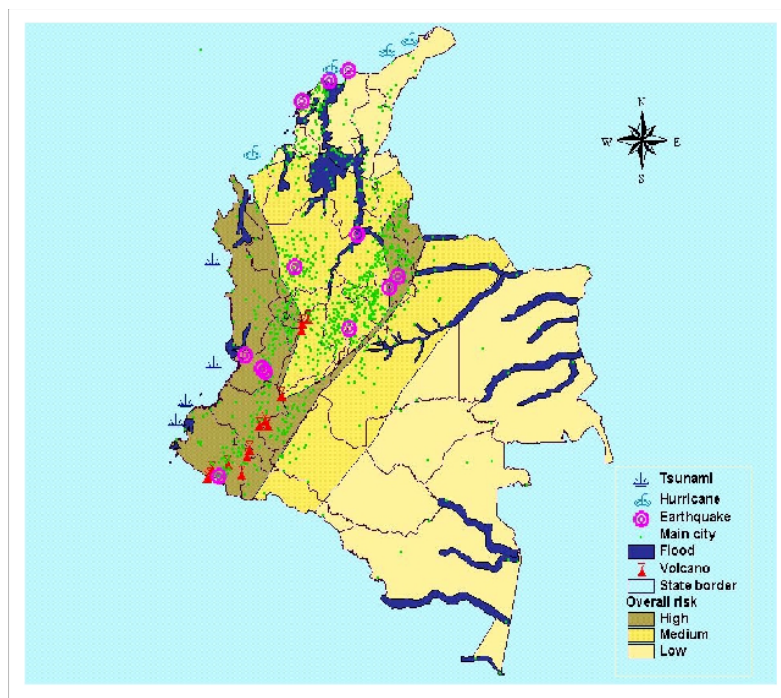 N
W E
S
Tsunami
Hurricane
Earthquake
Main city
Flood
Volcano
State border
Overall risk
High
Medium
Low